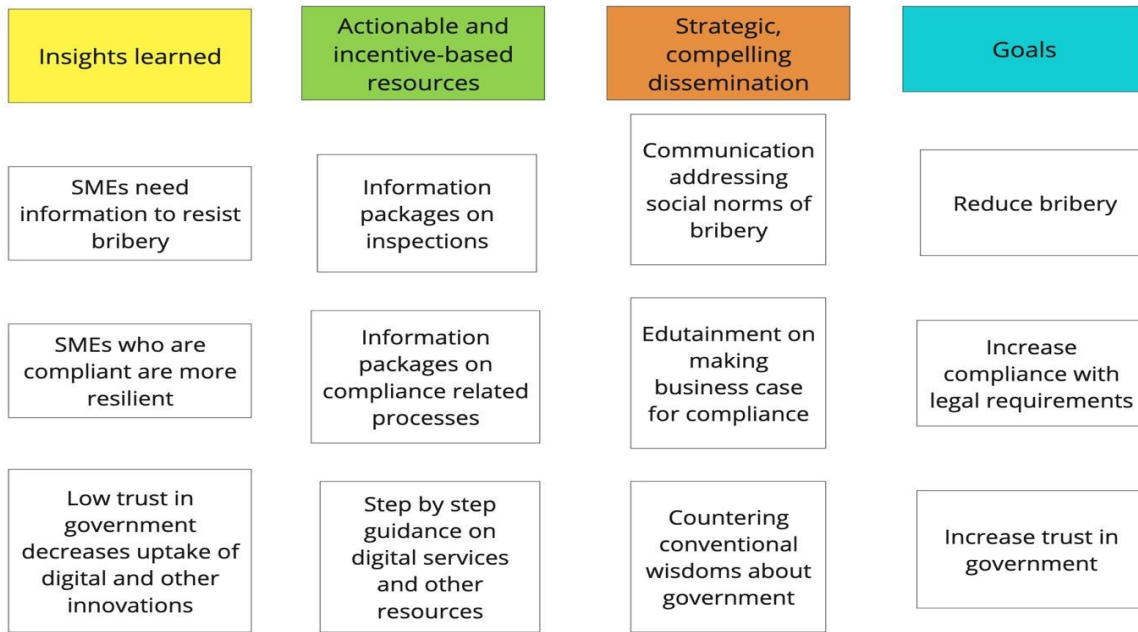 Insights learned
Actionable and
incentive-based
resources
Strategic,
compelling
dissemination
Goals
SMEs need
information to resist
bribery
Information
packages on
inspections
Communication
addressing
social norms of
bribery
Reduce bribery
SMEs who are
compliant are more
resilient
Information
packages on
compliance related
processes
Edutainment on
making
business case
for compliance
Increase
compliance with
legal requirements
Low trust in
government
decreases uptake of
digital and other
innovations
Step by step
guidance on
digital services
and other
resources
Countering
conventional
wisdoms about
government
Increase trust in
government